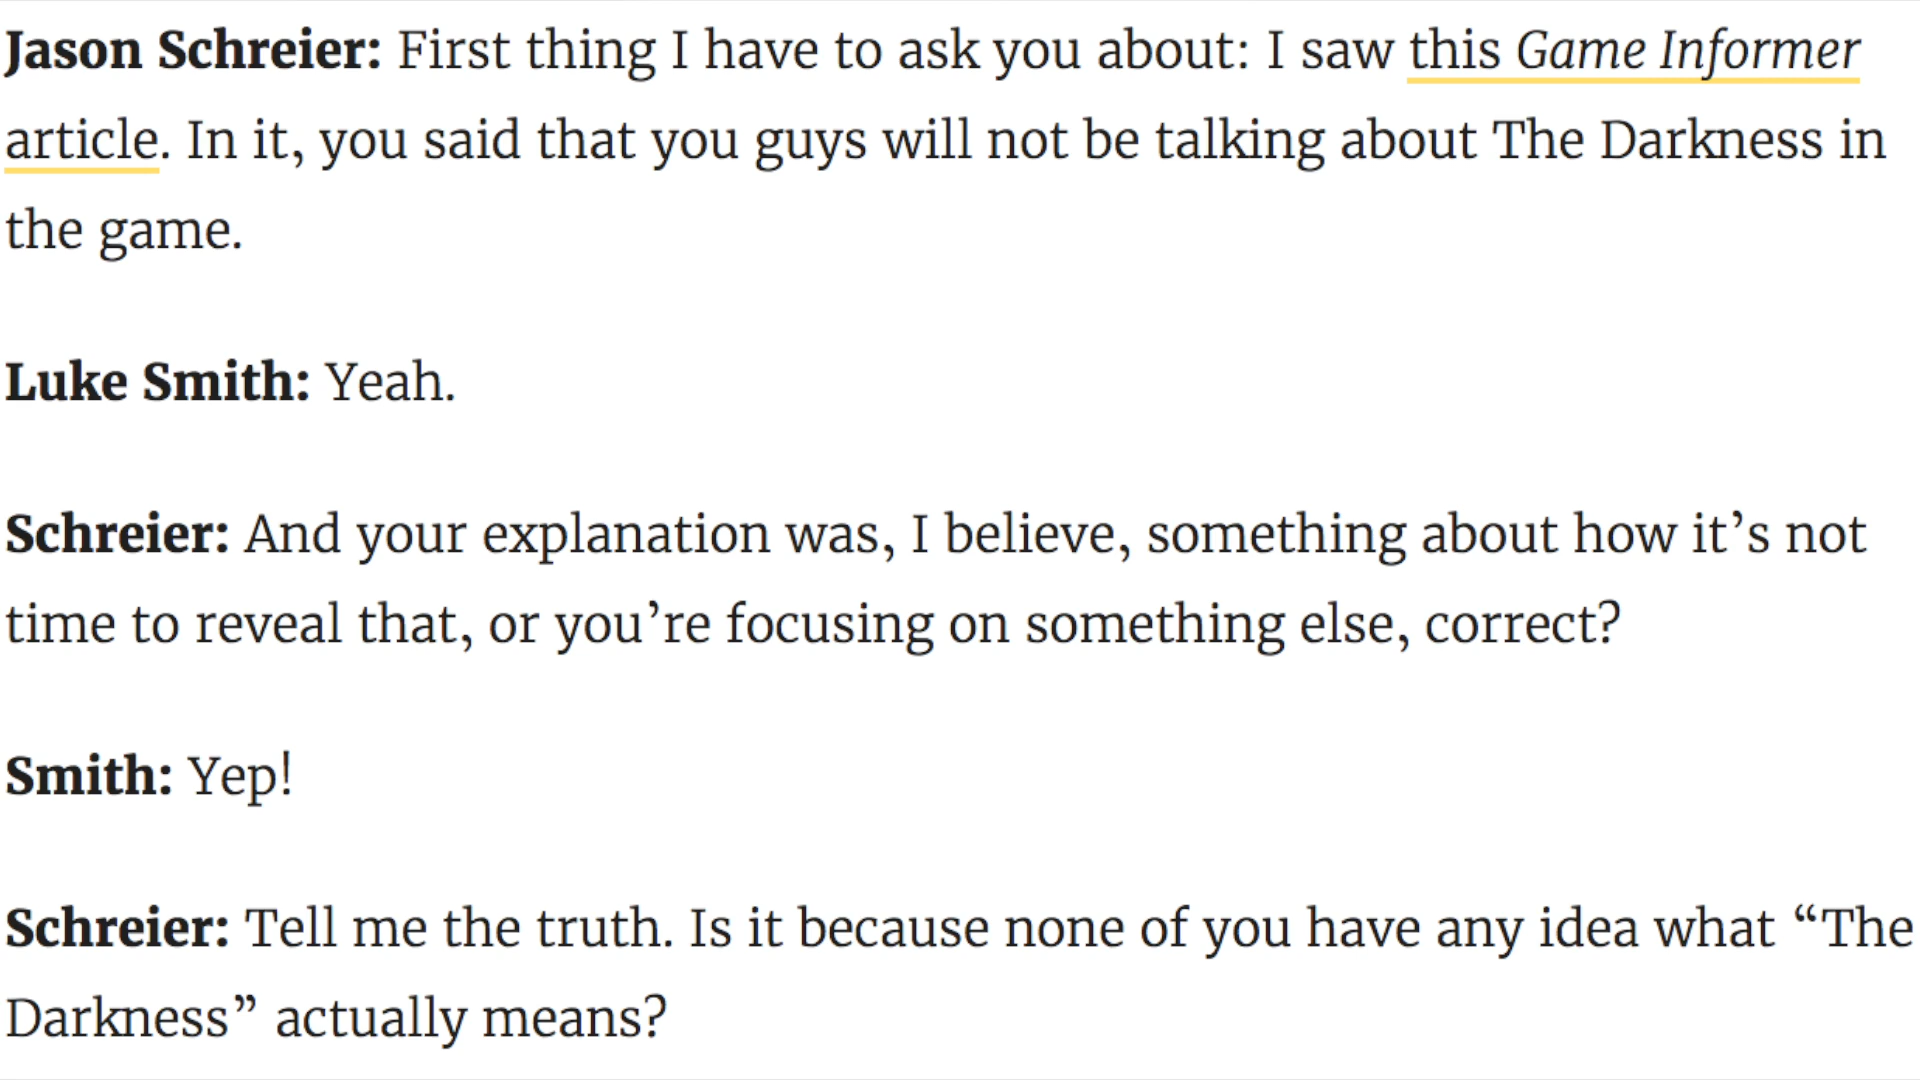 Jason Schreier: First thing I have to ask you about: I saw this Game Informer
article. In it, you said that you guys will not be talking about The Darkness in
the game.
Luke Smith: Yeah.
Schreier: And your explanation was, I believe, something about how it’s not
time to reveal that, or you’re focusing on something else, correct?
Smith: Yep!
Schreier: Tell me the truth. Is it because none of you have any idea what “The
Darkness” actually means?